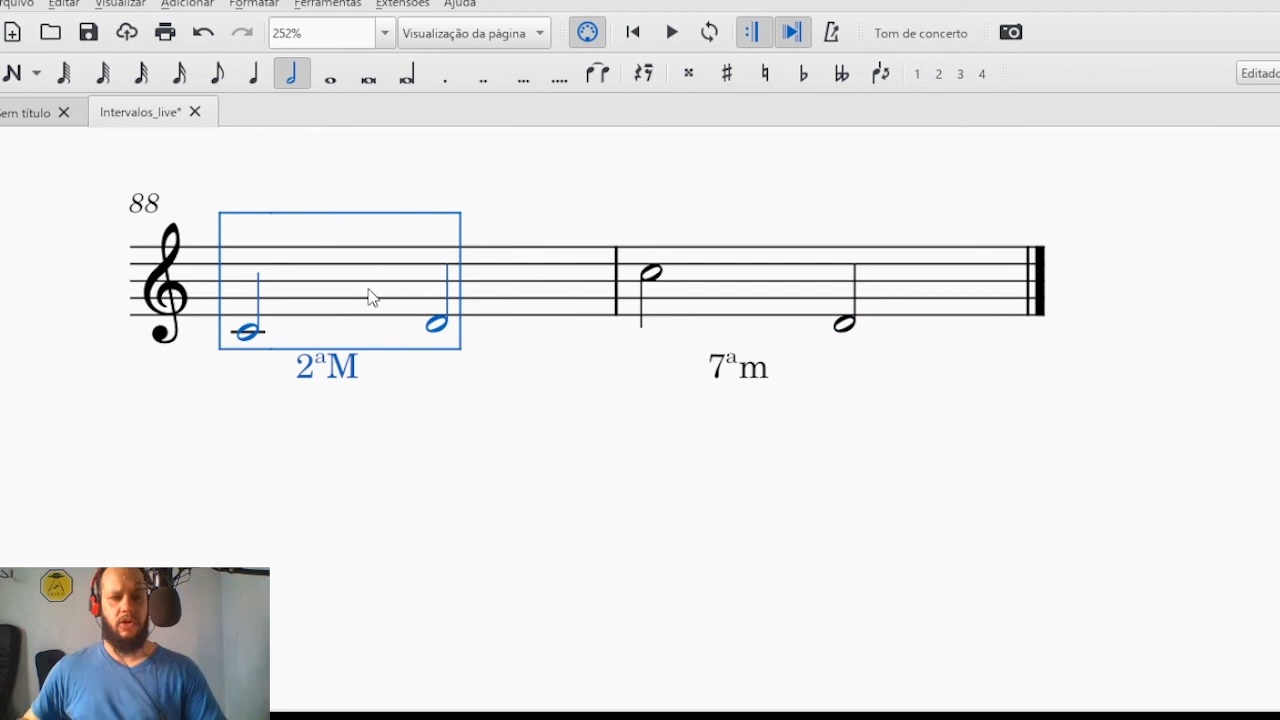 rquivo Editar Visualizar Adicionar Formatar Ferramentas Extensões Ajuda
252% Visualização da página Tom de concerto
1 2 3 4 Editado
em título Intervalos_live*
88
2ªM 7ªm